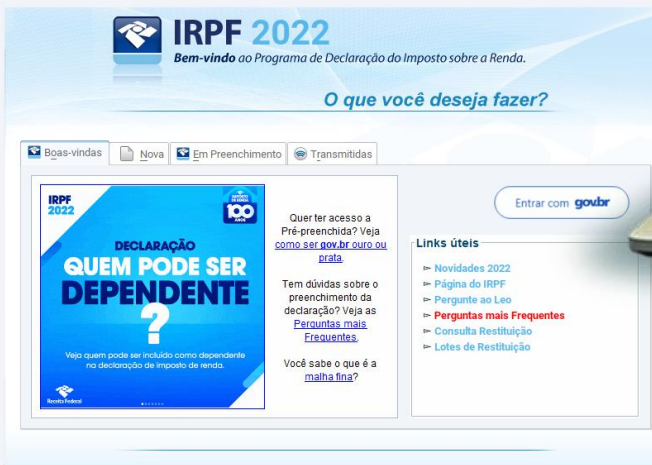 IRPF 2022
Bem-vindo ao Programa de Declaração do Imposto sobre a Renda.
O que você deseja fazer?
Boas-vindas
Nova
Em Preenchimento
Transmitidas
IRPF
2022
IMPOSTO
DE RENDA
100
ANOS
DECLARAÇÃO
QUEM PODE SER
DEPENDENTE
?
Veja quem pode ser incluído como dependente
na declaração de imposto de renda.
Receita Federal
Quer ter acesso a
Pré-preenchida? Veja
como ser gov.br ouro ou
prata.
Tem dúvidas sobre o
preenchimento da
declaração? Veja as
Perguntas mais
Frequentes.
Você sabe o que é a
malha fina?
Entrar com gov.br
Links úteis
Novidades 2022
Página do IRPF
Pergunte ao Leo
Perguntas mais Frequentes
Consulta Restituição
Lotes de Restituição